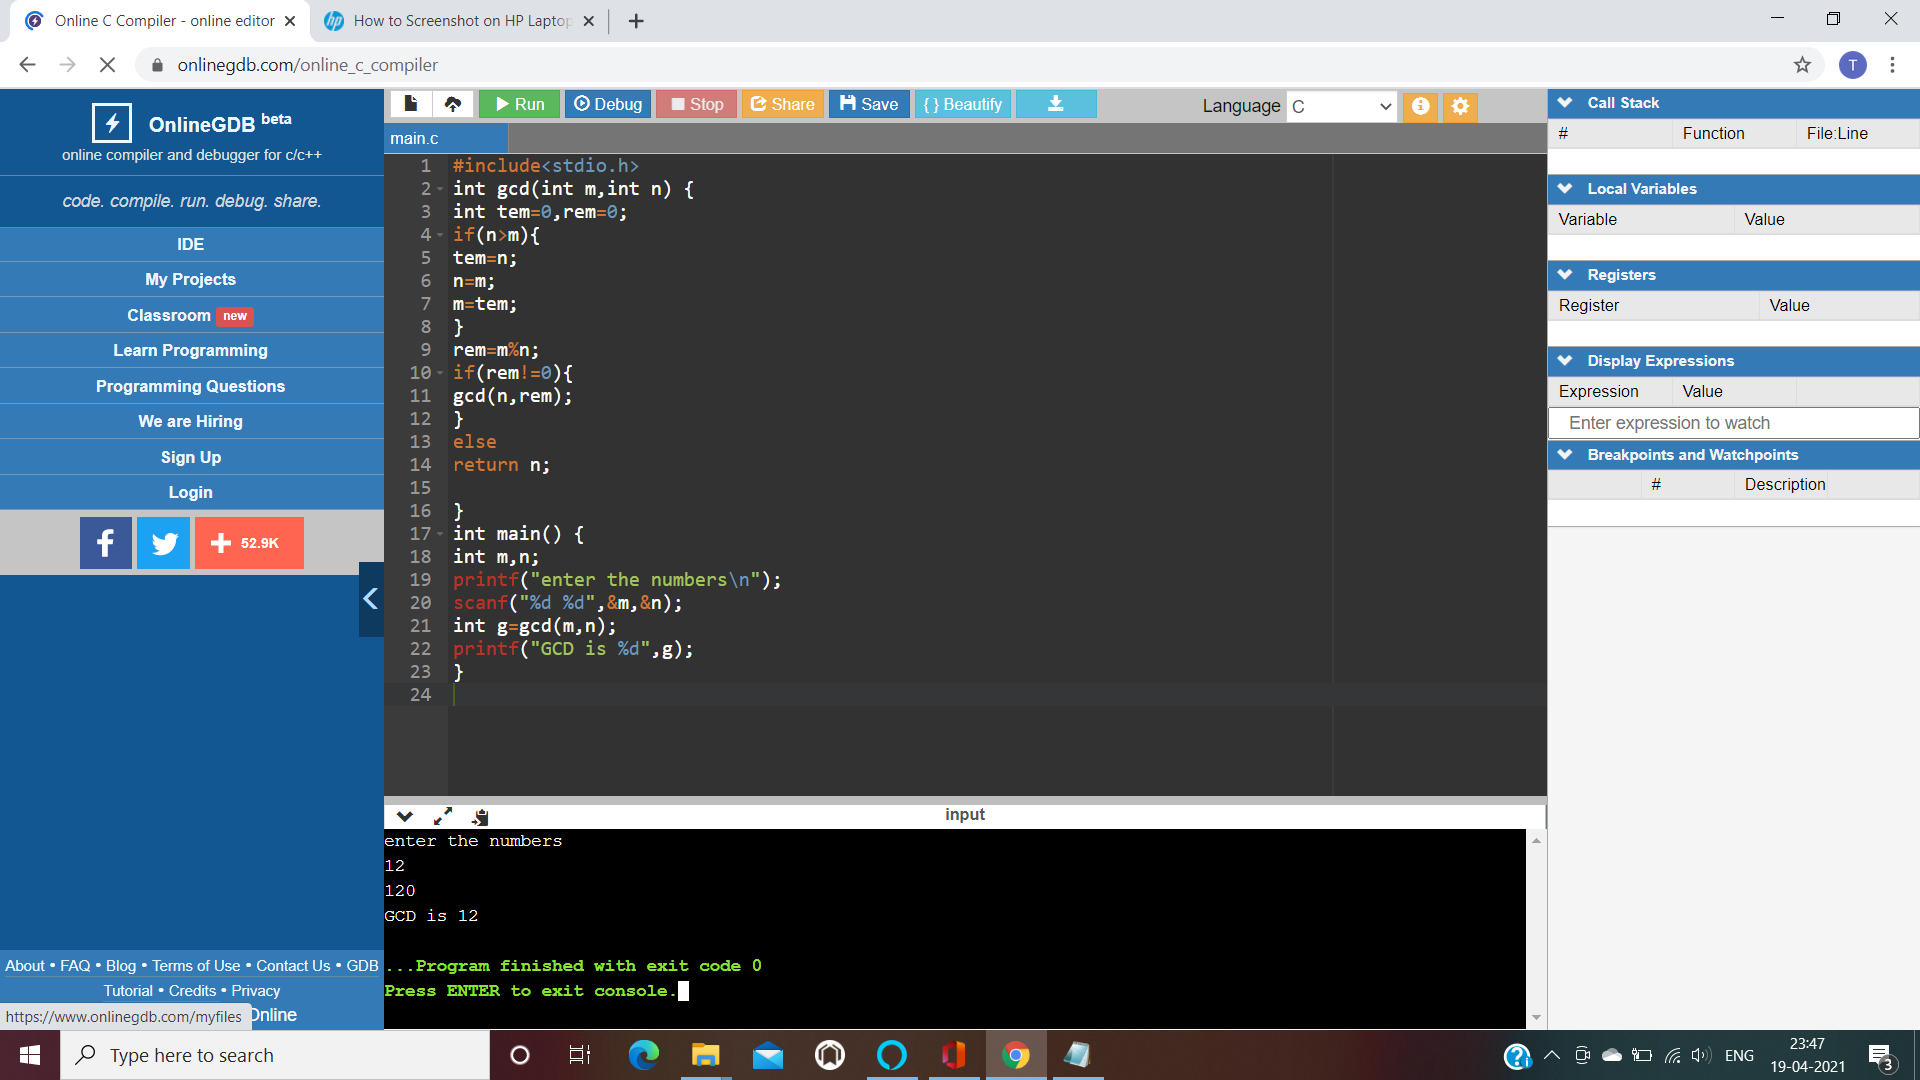 Online C Compiler - online editor
How to Screenshot on HP Laptop
onlinegdb.com/online_c_compiler
T
OnlineGDB beta
online compiler and debugger for c/c++
code. compile. run. debug. share.
IDE
My Projects
Classroom new
Learn Programming
Programming Questions
We are Hiring
Sign Up
Login
52.9K
About • FAQ • Blog • Terms of Use • Contact Us • GDB
Tutorial • Credits • Privacy
Online
https://www.onlinegdb.com/myfiles
Run Debug Stop Share Save { } Beautify
Language C
main.c
1 #include<stdio.h>
2 int gcd(int m,int n) {
3 int tem=0,rem=0;
4 if(n>m){
5 tem=n;
6 n=m;
7 m=tem;
8 }
9 rem=m%n;
10 if(rem!=0){
11 gcd(n,rem);
12 }
13 else
14 return n;
15
16 }
17 int main() {
18 int m,n;
19 printf("enter the numbers\n");
20 scanf("%d %d",&m,&n);
21 int g=gcd(m,n);
22 printf("GCD is %d",g);
23 }
24
input
enter the numbers
12
120
GCD is 12
...Program finished with exit code 0
Press ENTER to exit console.
Call Stack
# Function File:Line
Local Variables
Variable Value
Registers
Register Value
Display Expressions
Expression Value
Enter expression to watch
Breakpoints and Watchpoints
# Description
Type here to search
ENG
23:47
19-04-2021
3